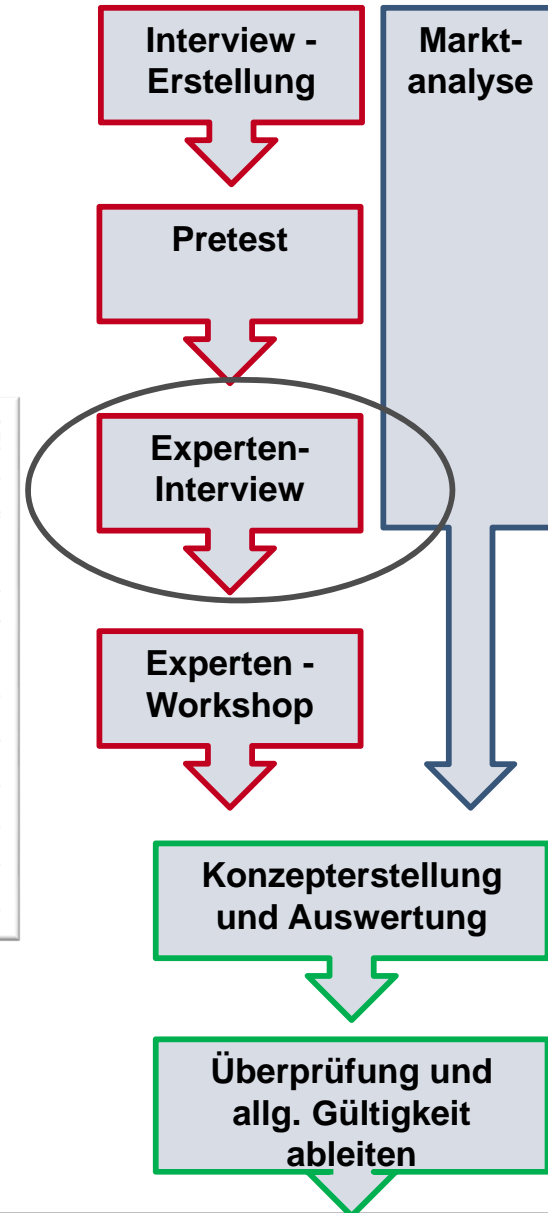 Interview -
Erstellung
Markt-
analyse
Pretest
Experten-
Interview
Experten -
Workshop
Konzepterstellung
und Auswertung
Überprüfung und
allg. Gültigkeit
ableiten